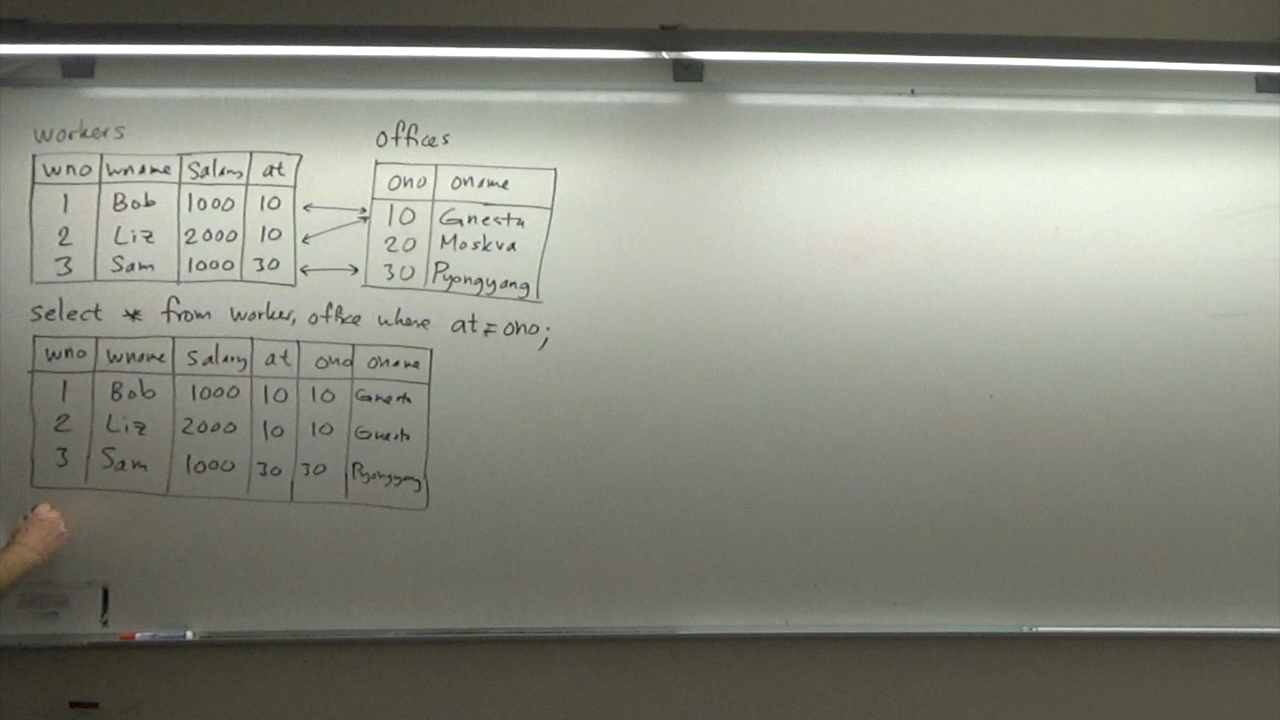 workers
wno wname Salary at
1 Bob 1000 10
2 Liz 2000 10
3 Sam 1000 30
offices
ono oname
10 Gnesta
20 Moskva
30 Pyongyang
select * from worker, office where at = ono;
wno wname Salary at ono oname
1 Bob 1000 10 10 Gnesta
2 Liz 2000 10 10 Gnesta
3 Sam 1000 30 30 Pyongyang